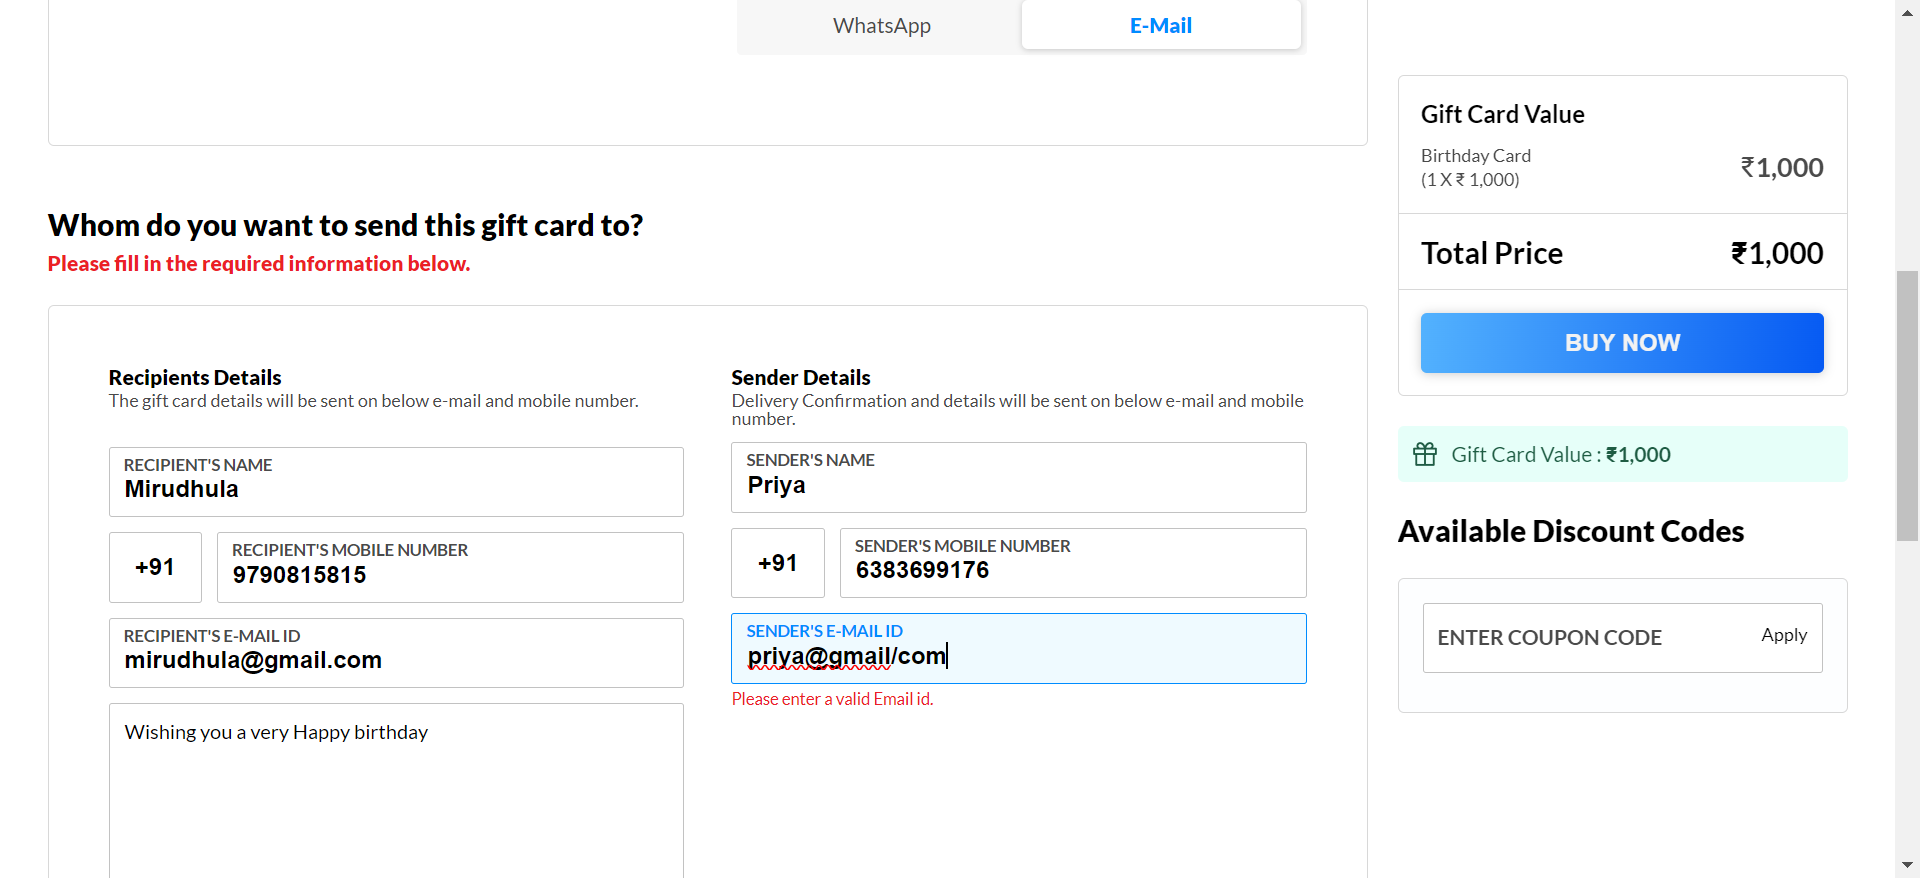 WhatsApp
E-Mail
Whom do you want to send this gift card to?
Please fill in the required information below.
Recipients Details
The gift card details will be sent on below e-mail and mobile number.
RECIPIENT'S NAME
Mirudhula
+91
RECIPIENT'S MOBILE NUMBER
9790815815
RECIPIENT'S E-MAIL ID
mirudhula@gmail.com
Wishing you a very Happy birthday
Sender Details
Delivery Confirmation and details will be sent on below e-mail and mobile
number.
SENDER'S NAME
Priya
+91
SENDER'S MOBILE NUMBER
6383699176
SENDER'S E-MAIL ID
priya@gmail/com
Please enter a valid Email id.
Gift Card Value
Birthday Card
(1 X ₹ 1,000)
₹1,000
Total Price
₹1,000
BUY NOW
Gift Card Value : ₹1,000
Available Discount Codes
ENTER COUPON CODE
Apply